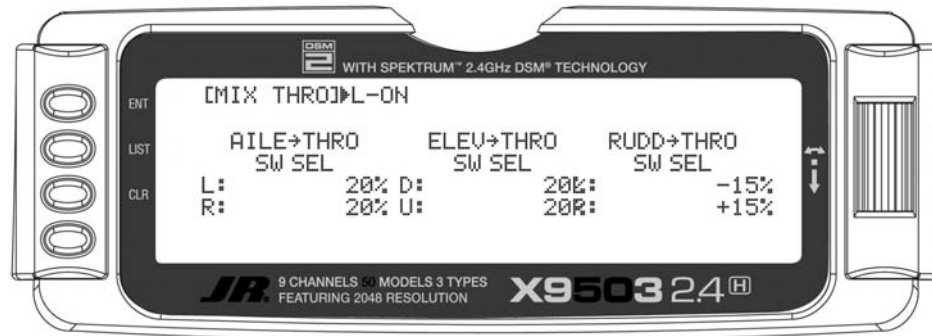 DSM
2 WITH SPEKTRUM™ 2.4GHz DSM® TECHNOLOGY
ENT
LIST
CLR
[MIX THRO]▶L-ON
AILE→THRO ELEV→THRO RUDD→THRO
SW SEL SW SEL SW SEL
L: 20% D: 20L: -15%
R: 20% U: 20R: +15%
JR® 9 CHANNELS 50 MODELS 3 TYPES
FEATURING 2048 RESOLUTION
X9503 2.4 H